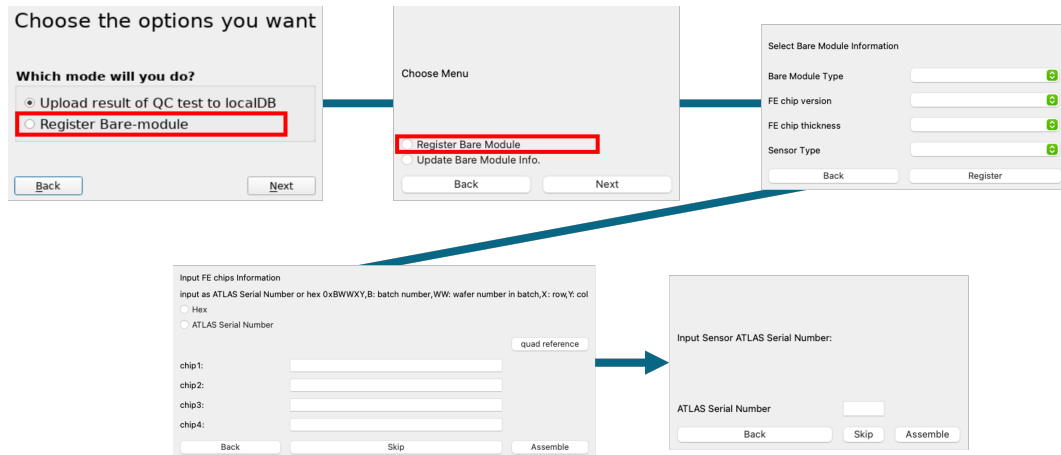 Choose the options you want
Which mode will you do?
Upload result of QC test to localDB
Register Bare-module
Back
Next
Choose Menu
Register Bare Module
Update Bare Module Info.
Back
Next
Select Bare Module Information
Bare Module Type
FE chip version
FE chip thickness
Sensor Type
Back
Register
Input FE chips Information
input as ATLAS Serial Number or hex 0xBWWXY,B: batch number,WW: wafer number in batch,X: row,Y: col
Hex
ATLAS Serial Number
quad reference
chip1:
chip2:
chip3:
chip4:
Back
Skip
Assemble
Input Sensor ATLAS Serial Number:
ATLAS Serial Number
Back
Skip
Assemble